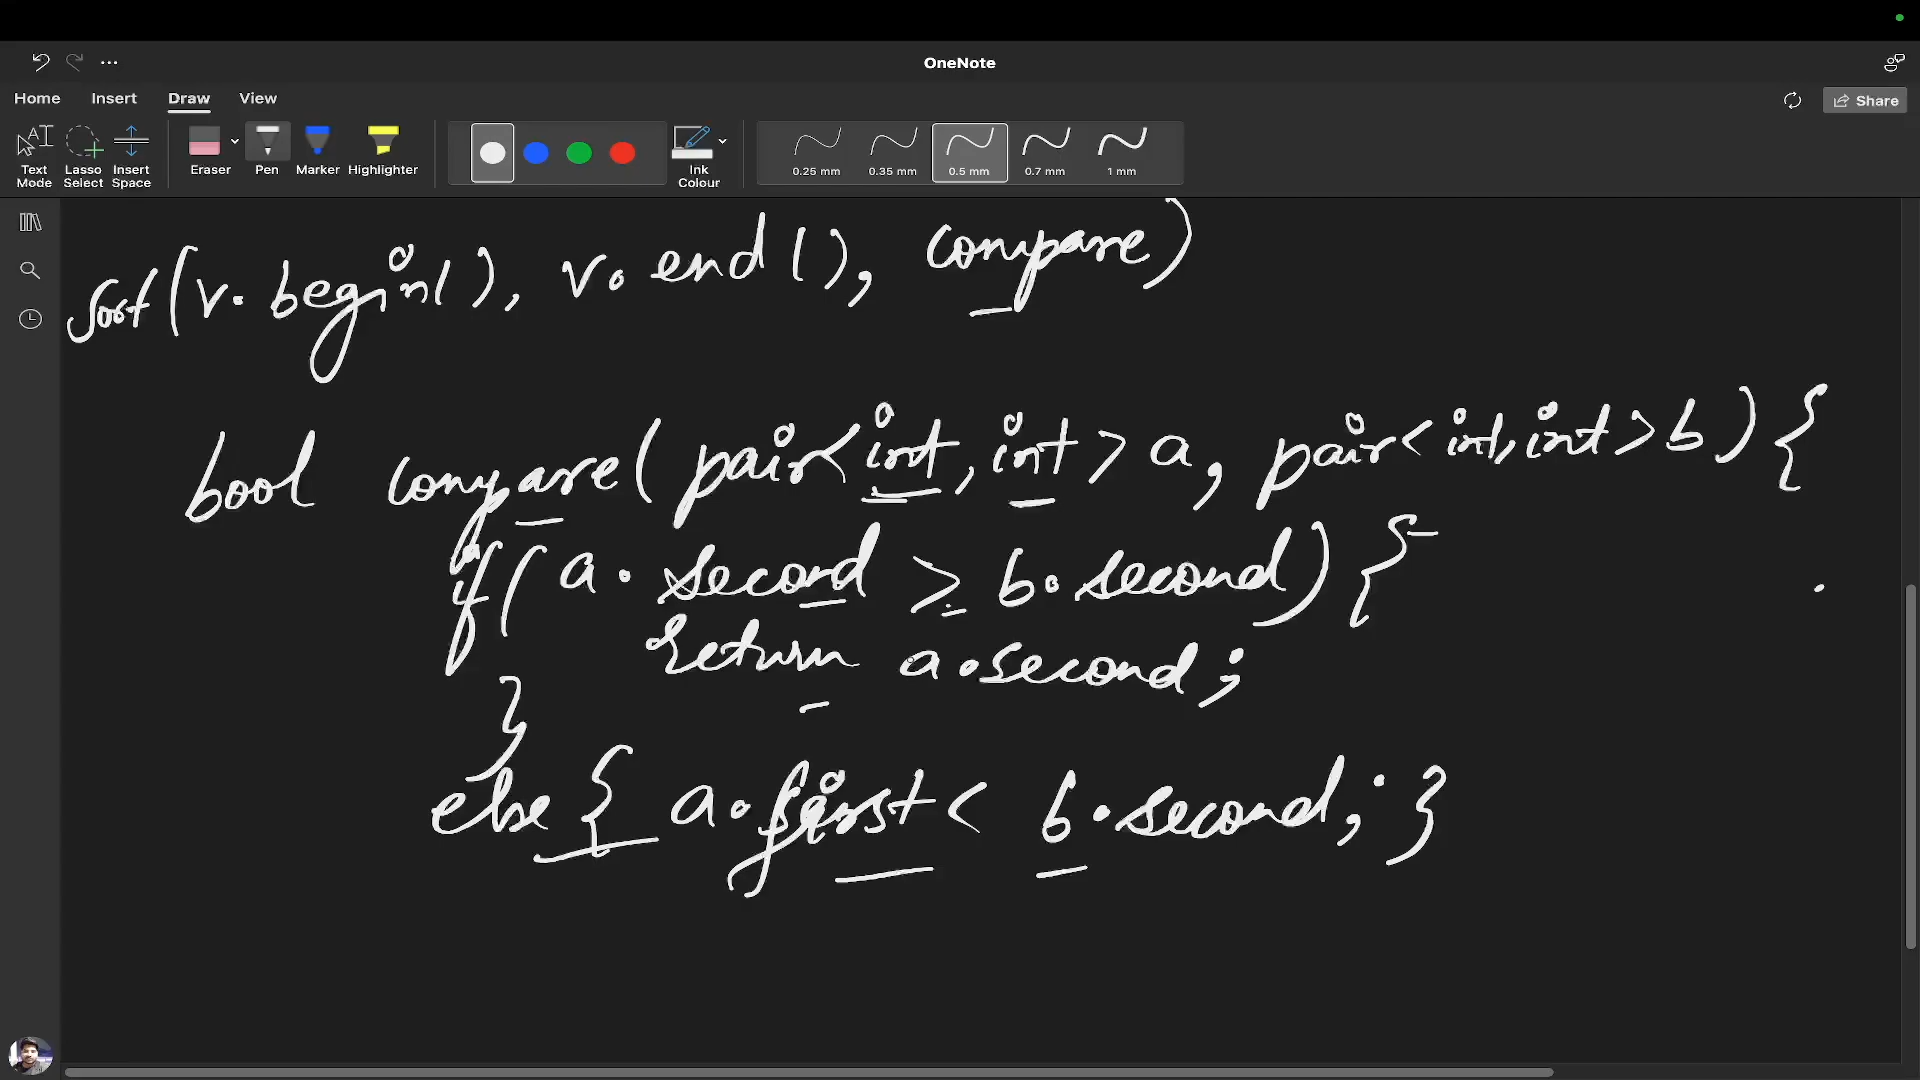 OneNote
Home Insert Draw View
Share
Text Mode
Lasso Select
Insert Space
Eraser
Pen
Marker
Highlighter
Ink Colour
0.25 mm
0.35 mm
0.5 mm
0.7 mm
1 mm
sort(v.begin(), v.end(), compare)
bool compare(pair<int, int> a, pair<int, int> b) {
if(a.second > b.second) {
return a.second;
}
else { a.first < b.second; }